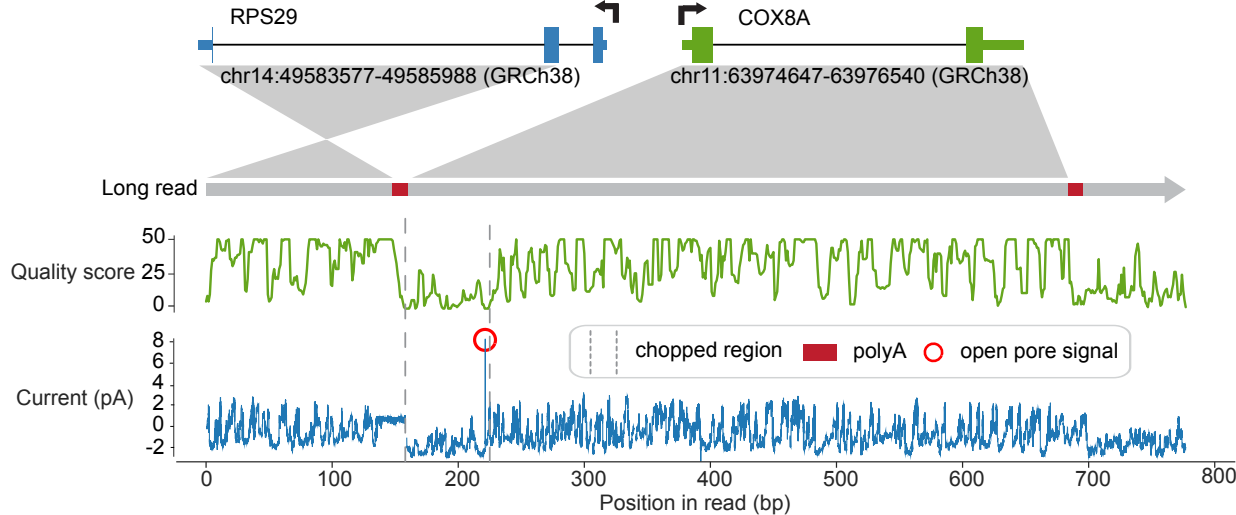 RPS29
COX8A
chr14:49583577-49585988 (GRCh38)
chr11:63974647-63976540 (GRCh38)
Long read
Quality score
50
25
0
chopped region
polyA
open pore signal
Current (pA)
8
6
4
2
0
-2
0 100 200 300 400 500 600 700 800
Position in read (bp)